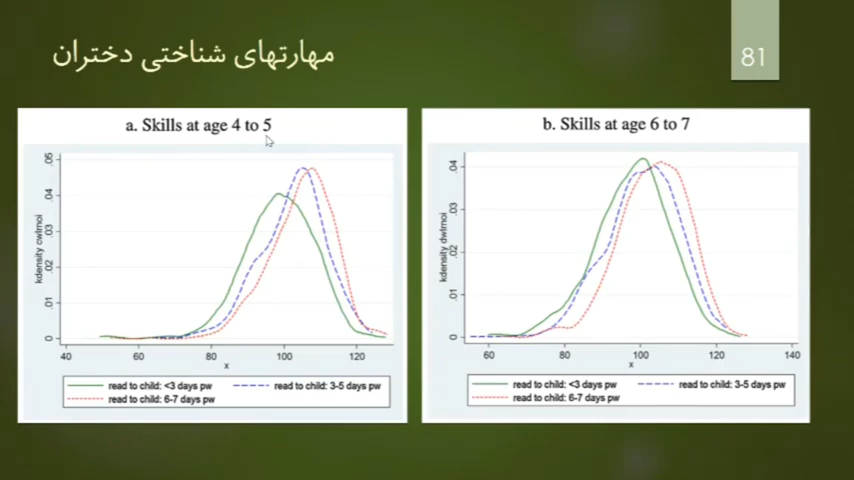 مهارتهای شناختی دختران
81
a. Skills at age 4 to 5
.05
.04
.03
.02
.01
0
kdensity cwlrnoi
40 60 80 100 120
x
read to child: <3 days pw
read to child: 3-5 days pw
read to child: 6-7 days pw
b. Skills at age 6 to 7
.04
.03
.02
.01
0
kdensity dwlrnoi
60 80 100 120 140
x
read to child: <3 days pw
read to child: 3-5 days pw
read to child: 6-7 days pw